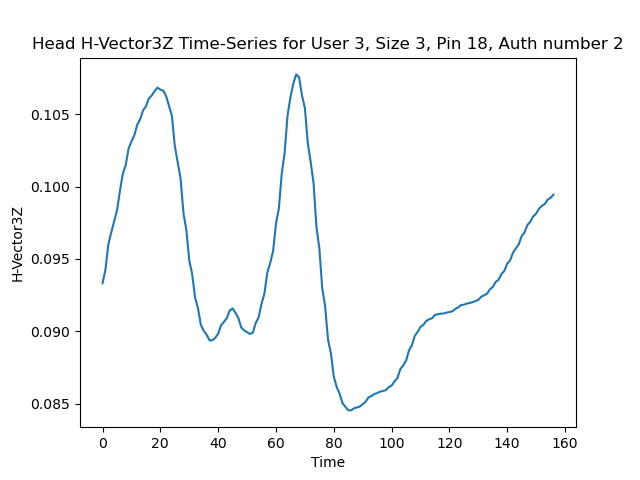 Head H-Vector3Z Time-Series for User 3, Size 3, Pin 18, Auth number 2
H-Vector3Z
0.105
0.100
0.095
0.090
0.085
0 20 40 60 80 100 120 140 160
Time